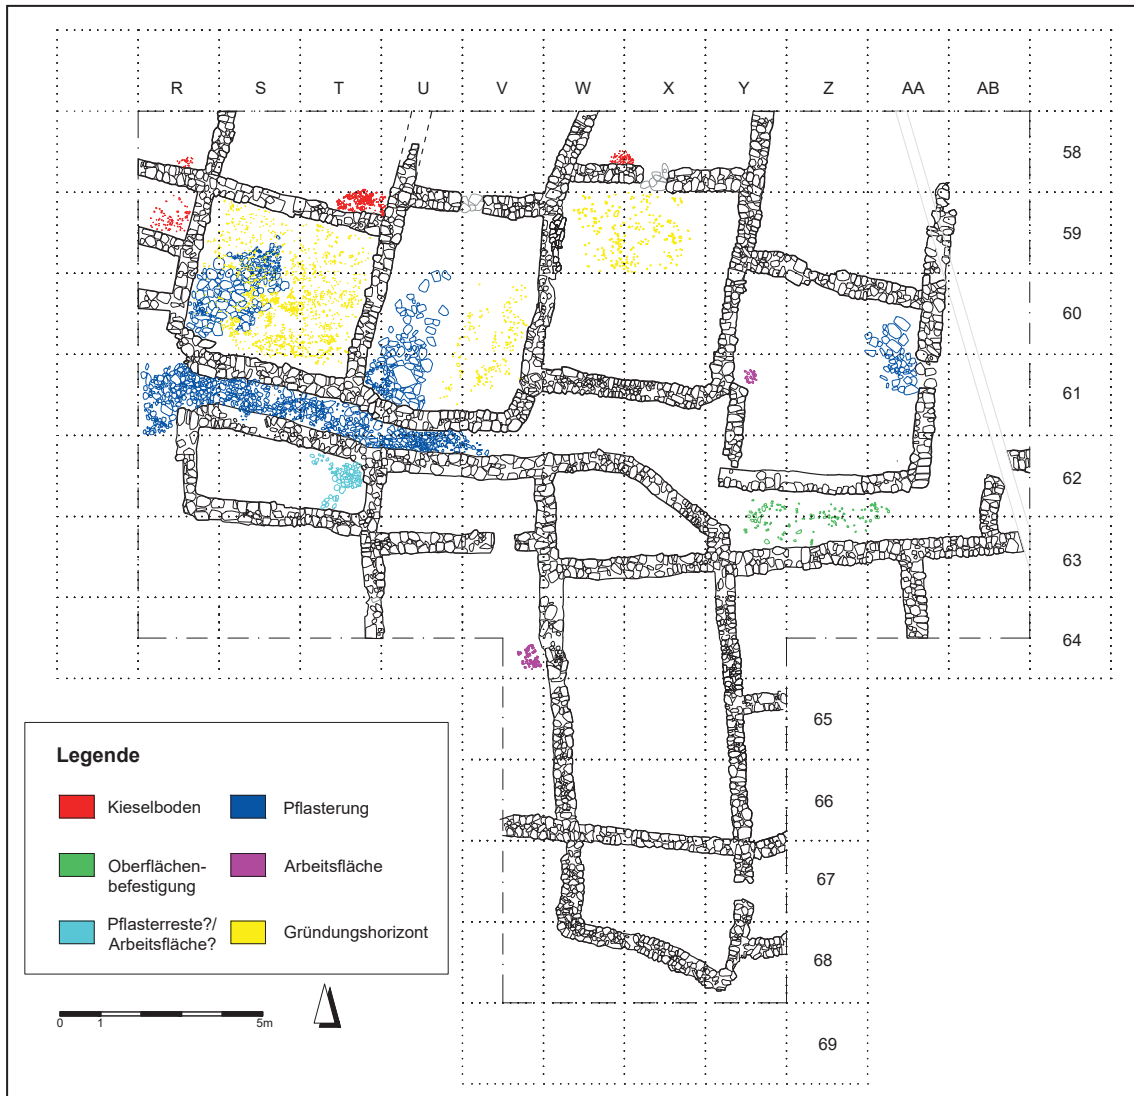 R S T U V W X Y Z AA AB
58
59
60
61
62
63
64
65
66
67
68
69
Legende
Kieselboden
Pflasterung
Oberflächen-
befestigung
Arbeitsfläche
Pflasterreste?/
Arbeitsfläche?
Gründungshorizont
0 1 5m